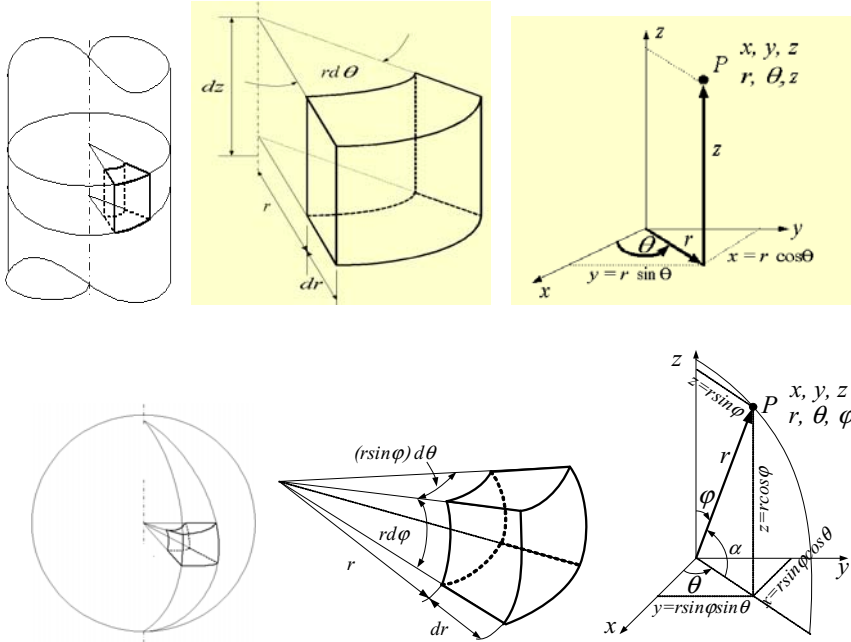 rdθ
dz
r
dr
z
P
x, y, z
r, θ, z
z
θ
r
y
x = r cosθ
y = r sinθ
x
(rsinφ) dθ
rdφ
r
dr
z
z=rsinφ
P
x, y, z
r, θ, φ
r
z=rcosφ
φ
α
x=rsinφcosθ
θ
y
y=rsinφsinθ
x